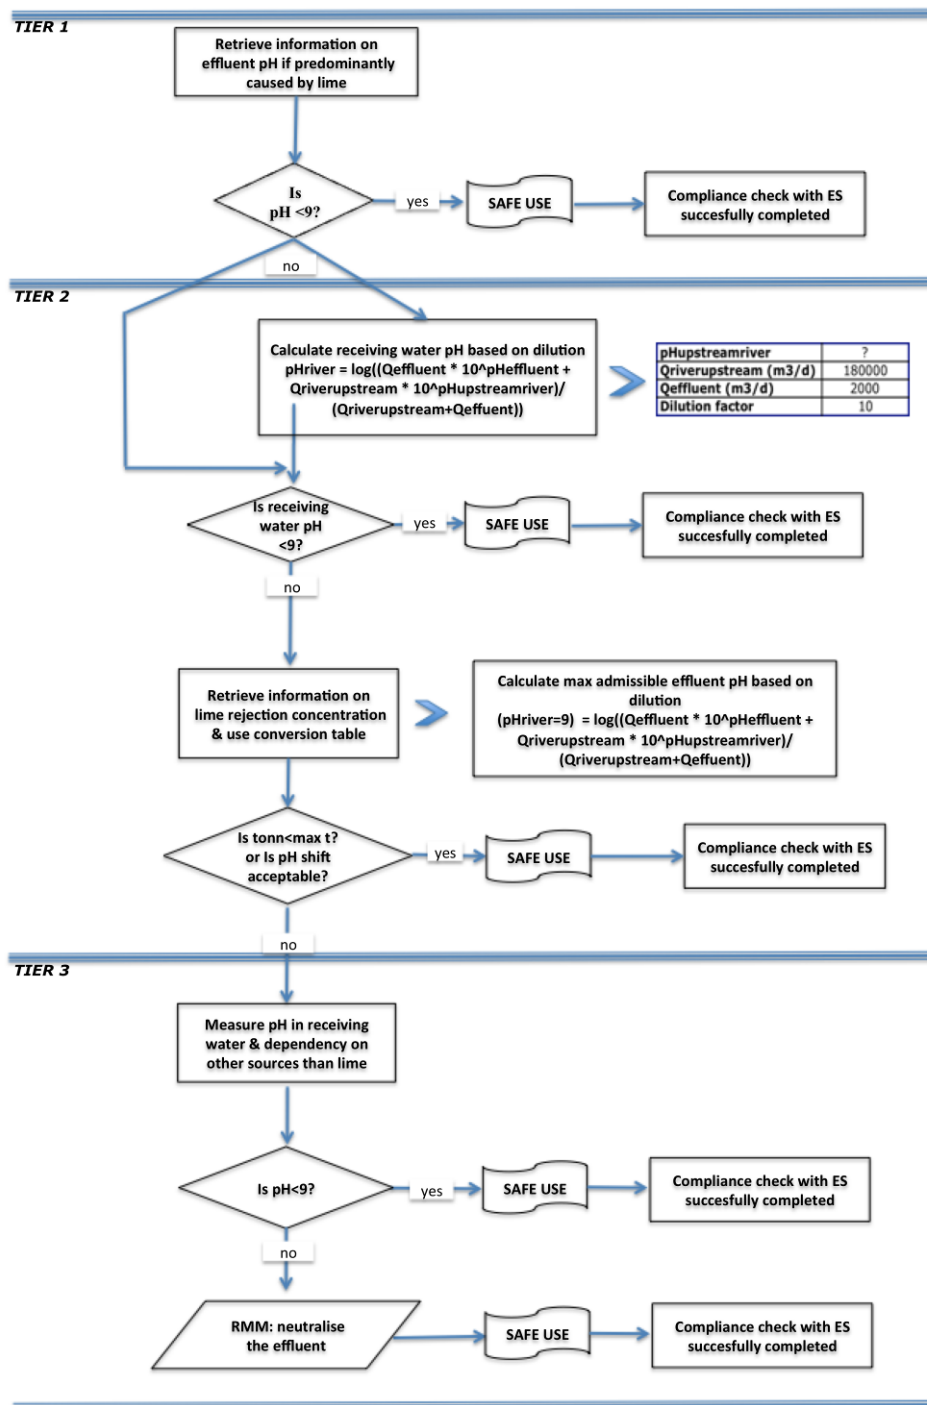 TIER 1
Retrieve information on
effluent pH if predominantly
caused by lime
Is
pH <9?
yes
SAFE USE
Compliance check with ES
succesfully completed
no
TIER 2
Calculate receiving water pH based on dilution
pHriver = log((Qeffluent * 10^pHeffluent +
Qriverupstream * 10^pHupstreamriver)/
(Qriverupstream+Qeffuent))
pHupstreamriver ?
Qriverupstream (m3/d) 180000
Qeffluent (m3/d) 2000
Dilution factor 10
Is receiving
water pH
<9?
yes
SAFE USE
Compliance check with ES
succesfully completed
no
Retrieve information on
lime rejection concentration
& use conversion table
Calculate max admissible effluent pH based on
dilution
(pHriver=9) = log((Qeffluent * 10^pHeffluent +
Qriverupstream * 10^pHupstreamriver)/
(Qriverupstream+Qeffuent))
Is tonn<max t?
or Is pH shift
acceptable?
yes
SAFE USE
Compliance check with ES
succesfully completed
no
TIER 3
Measure pH in receiving
water & dependency on
other sources than lime
Is pH<9?
yes
SAFE USE
Compliance check with ES
succesfully completed
no
RMM: neutralise
the effluent
SAFE USE
Compliance check with ES
succesfully completed